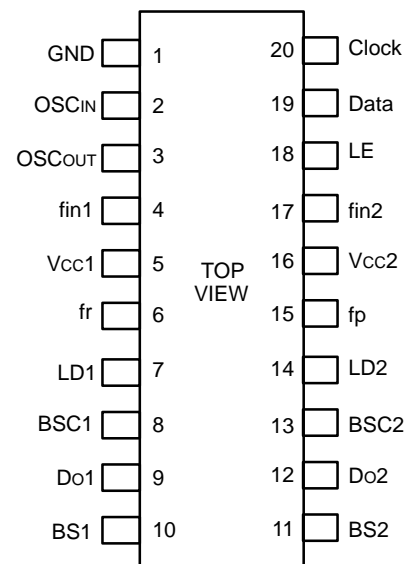 GND 1 20 Clock
OSCIN 2 19 Data
OSCOUT 3 18 LE
fin1 4 17 fin2
VCC1 5 16 VCC2
TOP
VIEW
fr 6 15 fp
LD1 7 14 LD2
BSC1 8 13 BSC2
DO1 9 12 DO2
BS1 10 11 BS2